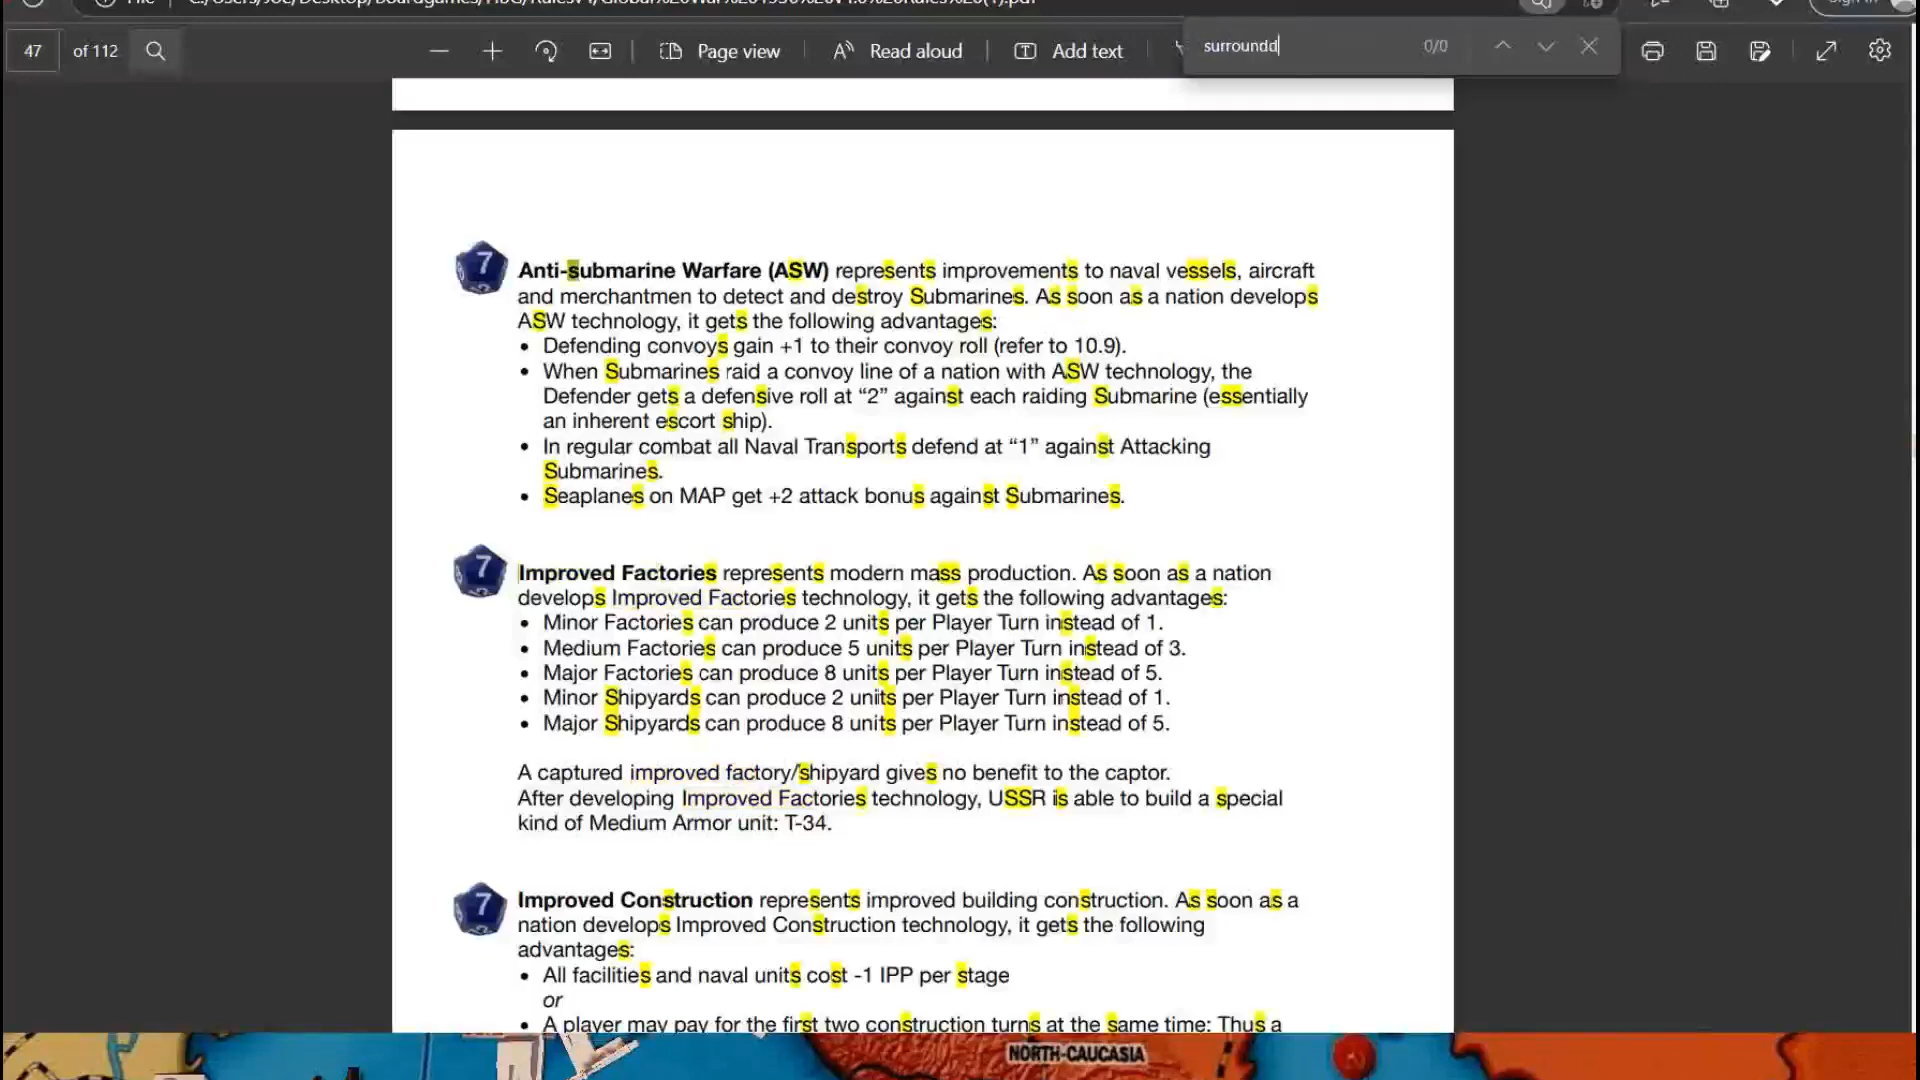 47 of 112
Page view
Read aloud
Add text
surroundd
0/0
7
Anti-submarine Warfare (ASW) represents improvements to naval vessels, aircraft
and merchantmen to detect and destroy Submarines. As soon as a nation develops
ASW technology, it gets the following advantages:
• Defending convoys gain +1 to their convoy roll (refer to 10.9).
• When Submarines raid a convoy line of a nation with ASW technology, the
Defender gets a defensive roll at “2” against each raiding Submarine (essentially
an inherent escort ship).
• In regular combat all Naval Transports defend at “1” against Attacking
Submarines.
• Seaplanes on MAP get +2 attack bonus against Submarines.
7
Improved Factories represents modern mass production. As soon as a nation
develops Improved Factories technology, it gets the following advantages:
• Minor Factories can produce 2 units per Player Turn instead of 1.
• Medium Factories can produce 5 units per Player Turn instead of 3.
• Major Factories can produce 8 units per Player Turn instead of 5.
• Minor Shipyards can produce 2 units per Player Turn instead of 1.
• Major Shipyards can produce 8 units per Player Turn instead of 5.
A captured improved factory/shipyard gives no benefit to the captor.
After developing Improved Factories technology, USSR is able to build a special
kind of Medium Armor unit: T-34.
7
Improved Construction represents improved building construction. As soon as a
nation develops Improved Construction technology, it gets the following
advantages:
• All facilities and naval units cost -1 IPP per stage
or
• A player may pay for the first two construction turns at the same time: Thus a
NORTH-CAUCASIA